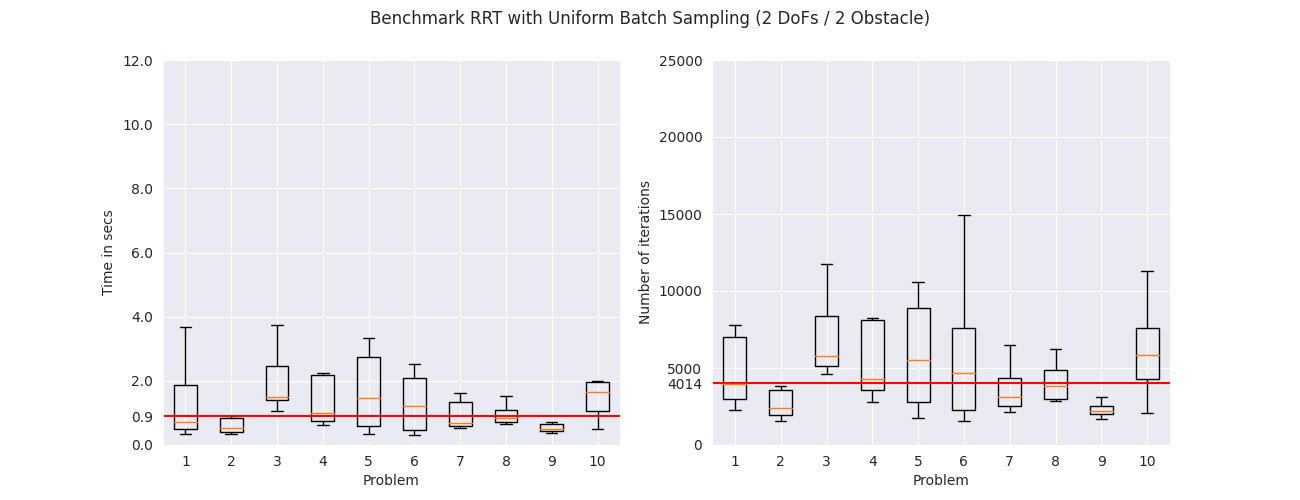 Benchmark RRT with Uniform Batch Sampling (2 DoFs / 2 Obstacle)
12.0
10.0
8.0
6.0
4.0
2.0
0.9
0.0
Time in secs
1 2 3 4 5 6 7 8 9 10
Problem
25000
20000
15000
10000
5000
4014
0
Number of iterations
1 2 3 4 5 6 7 8 9 10
Problem